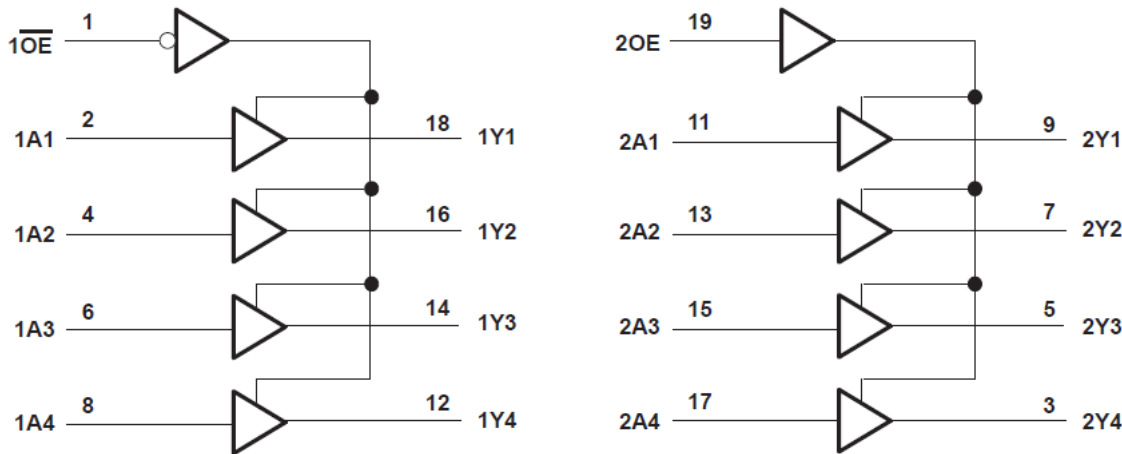 1 19
1O̅E̅ 2OE
2 18 11 9
1A1 1Y1 2A1 2Y1
4 16 13 7
1A2 1Y2 2A2 2Y2
6 14 15 5
1A3 1Y3 2A3 2Y3
8 12 17 3
1A4 1Y4 2A4 2Y4